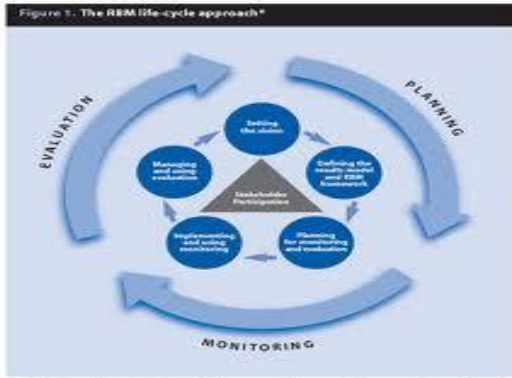 Figure 1. The RBM life-cycle approach*
EVALUATION
PLANNING
Setting
the vision
Managing
and using
evaluation
Defining the
results model
and RBM
framework
Stakeholder
Participation
Implementing
and using
monitoring
Planning
for monitoring
and evaluation
MONITORING